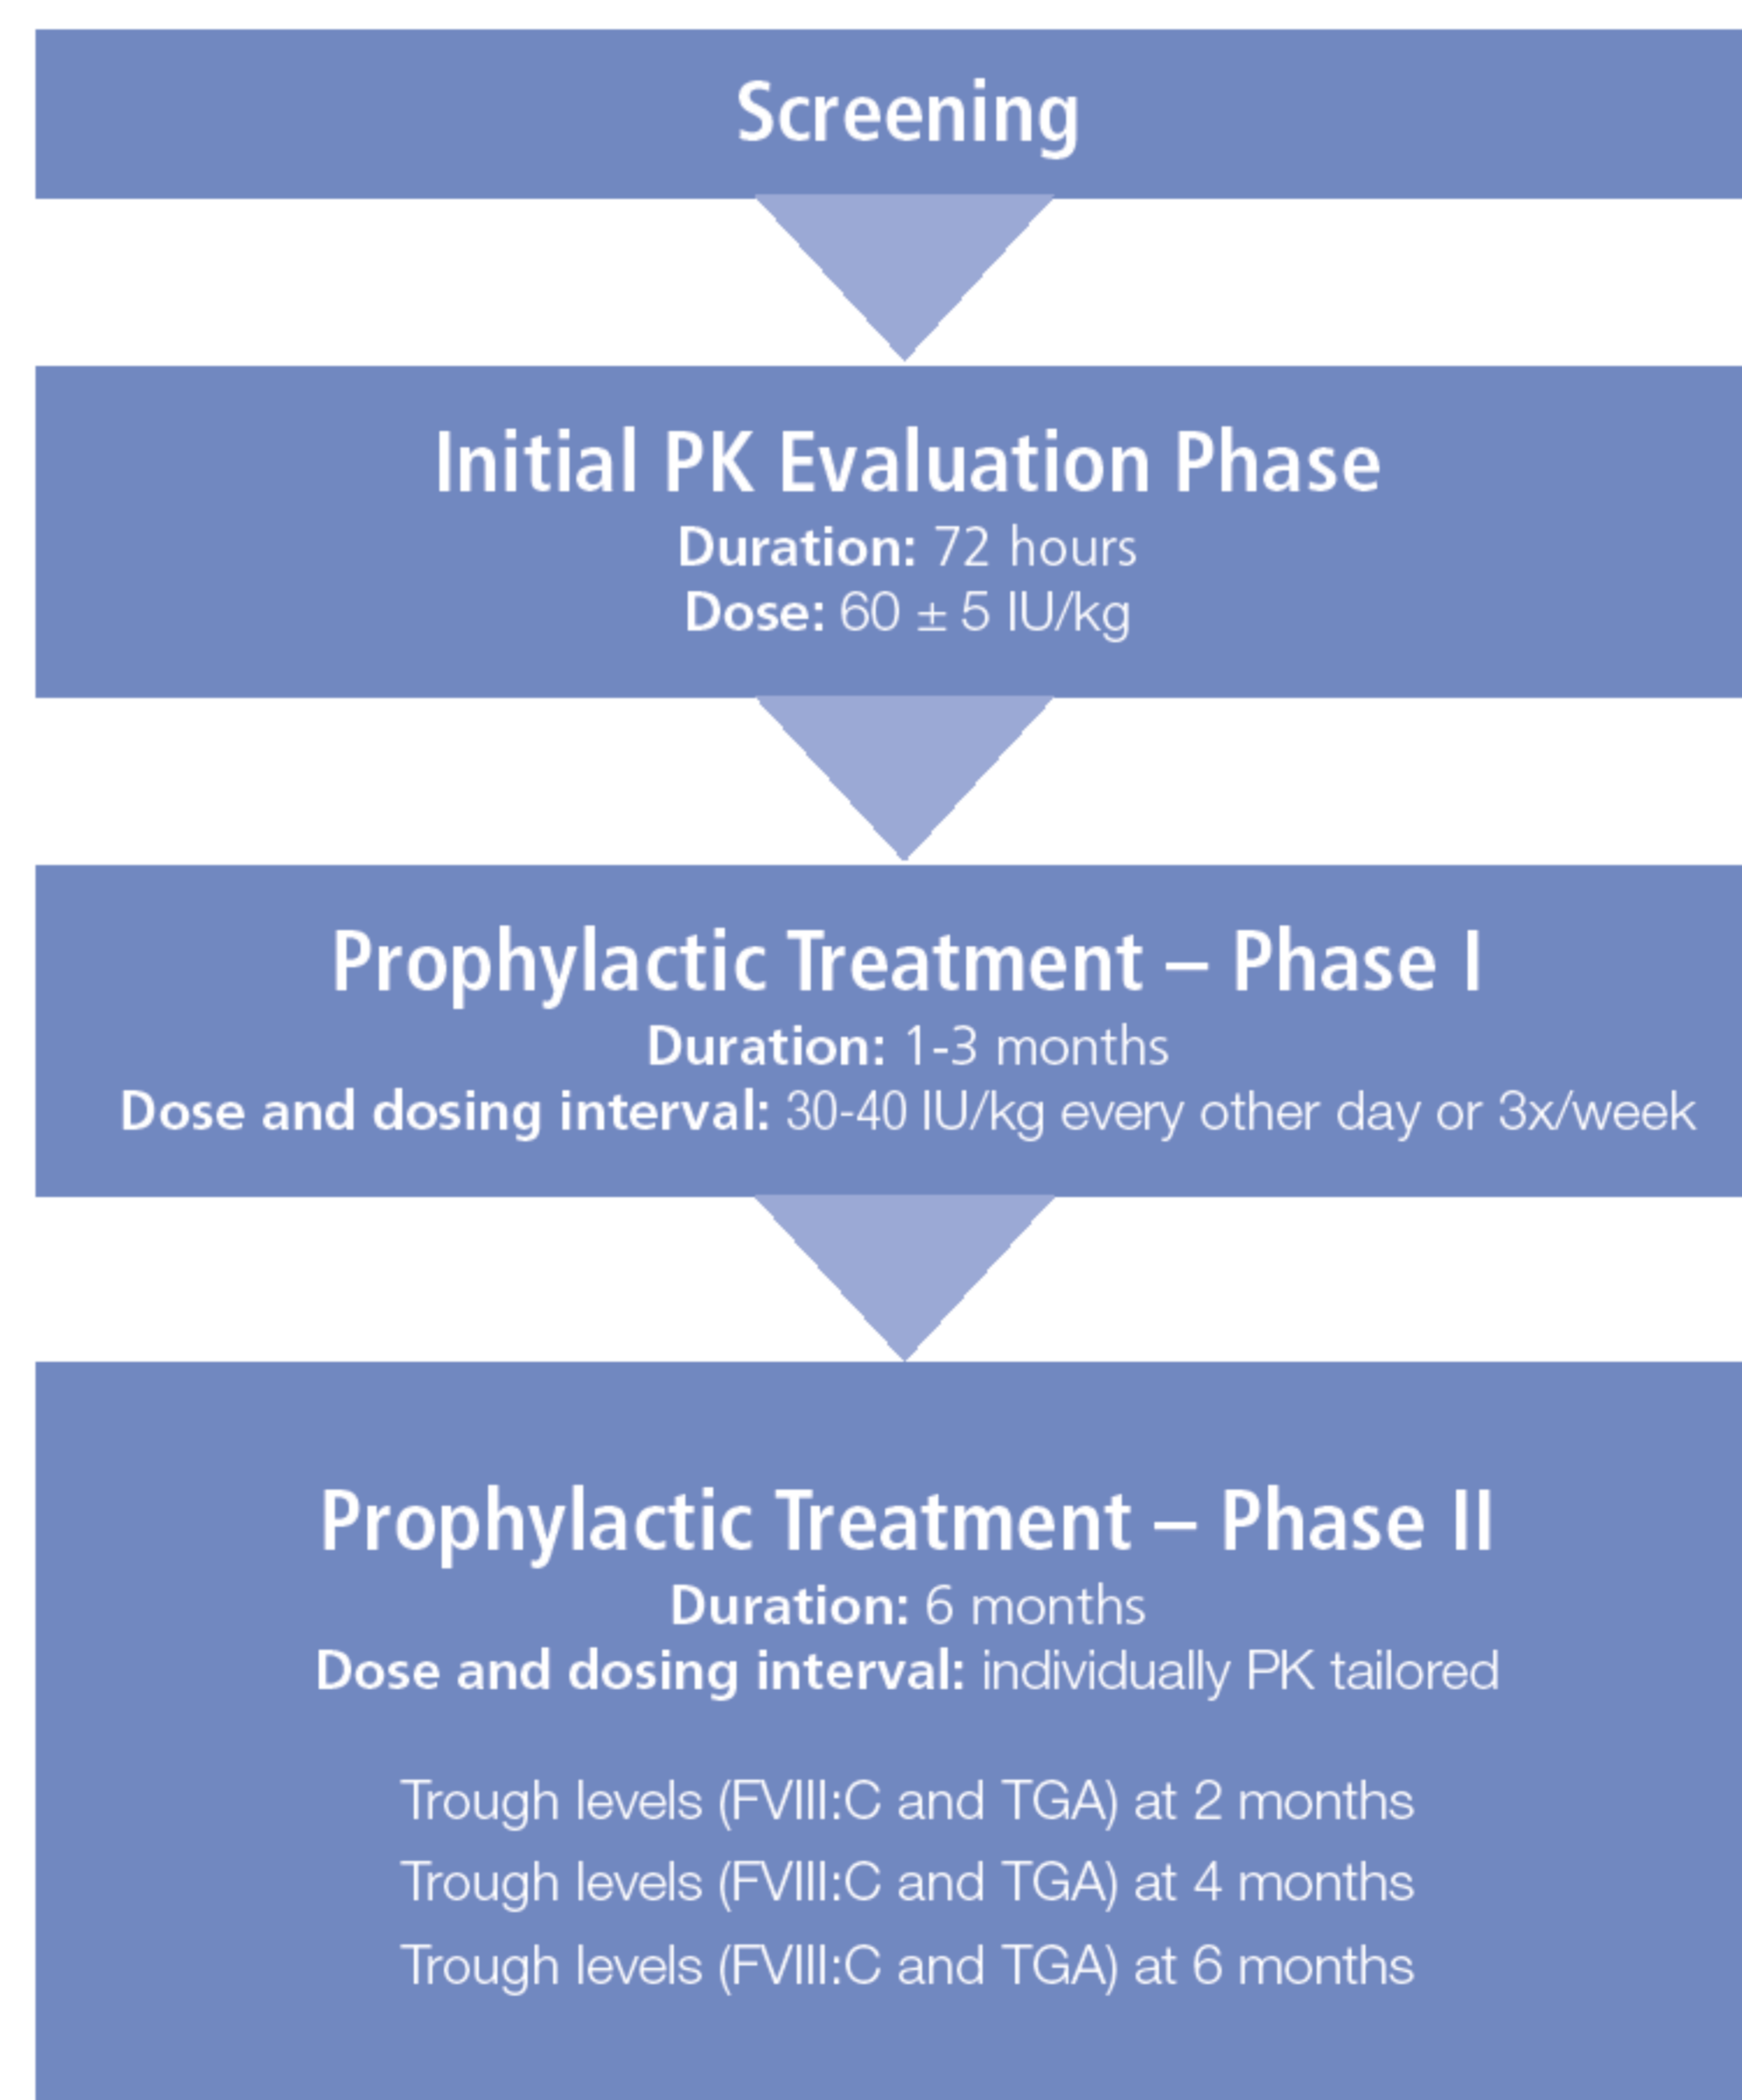 Screening
Initial PK Evaluation Phase
Duration: 72 hours
Dose: 60 ± 5 IU/kg
Prophylactic Treatment – Phase I
Duration: 1-3 months
Dose and dosing interval: 30-40 IU/kg every other day or 3x/week
Prophylactic Treatment – Phase II
Duration: 6 months
Dose and dosing interval: individually PK tailored
Trough levels (FVIII:C and TGA) at 2 months
Trough levels (FVIII:C and TGA) at 4 months
Trough levels (FVIII:C and TGA) at 6 months